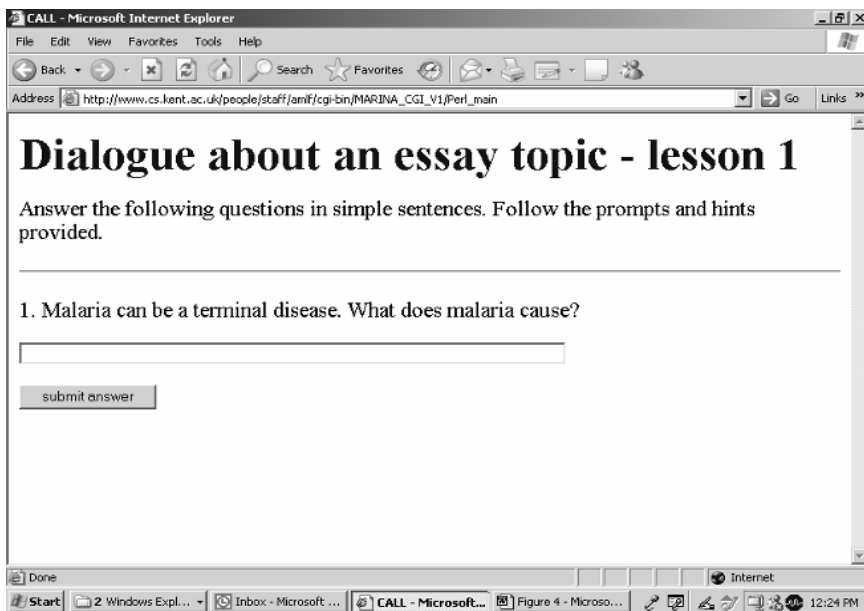 CALL - Microsoft Internet Explorer
File Edit View Favorites Tools Help
Back Search Favorites
Address http://www.cs.kent.ac.uk/people/staff/amlf/cgi-bin/MARINA_CGI_V1/Perl_main Go Links »
Dialogue about an essay topic - lesson 1
Answer the following questions in simple sentences. Follow the prompts and hints
provided.
1. Malaria can be a terminal disease. What does malaria cause?
submit answer
Done Internet
Start 2 Windows Expl... Inbox - Microsoft ... CALL - Microsoft... Figure 4 - Microso... 12:24 PM